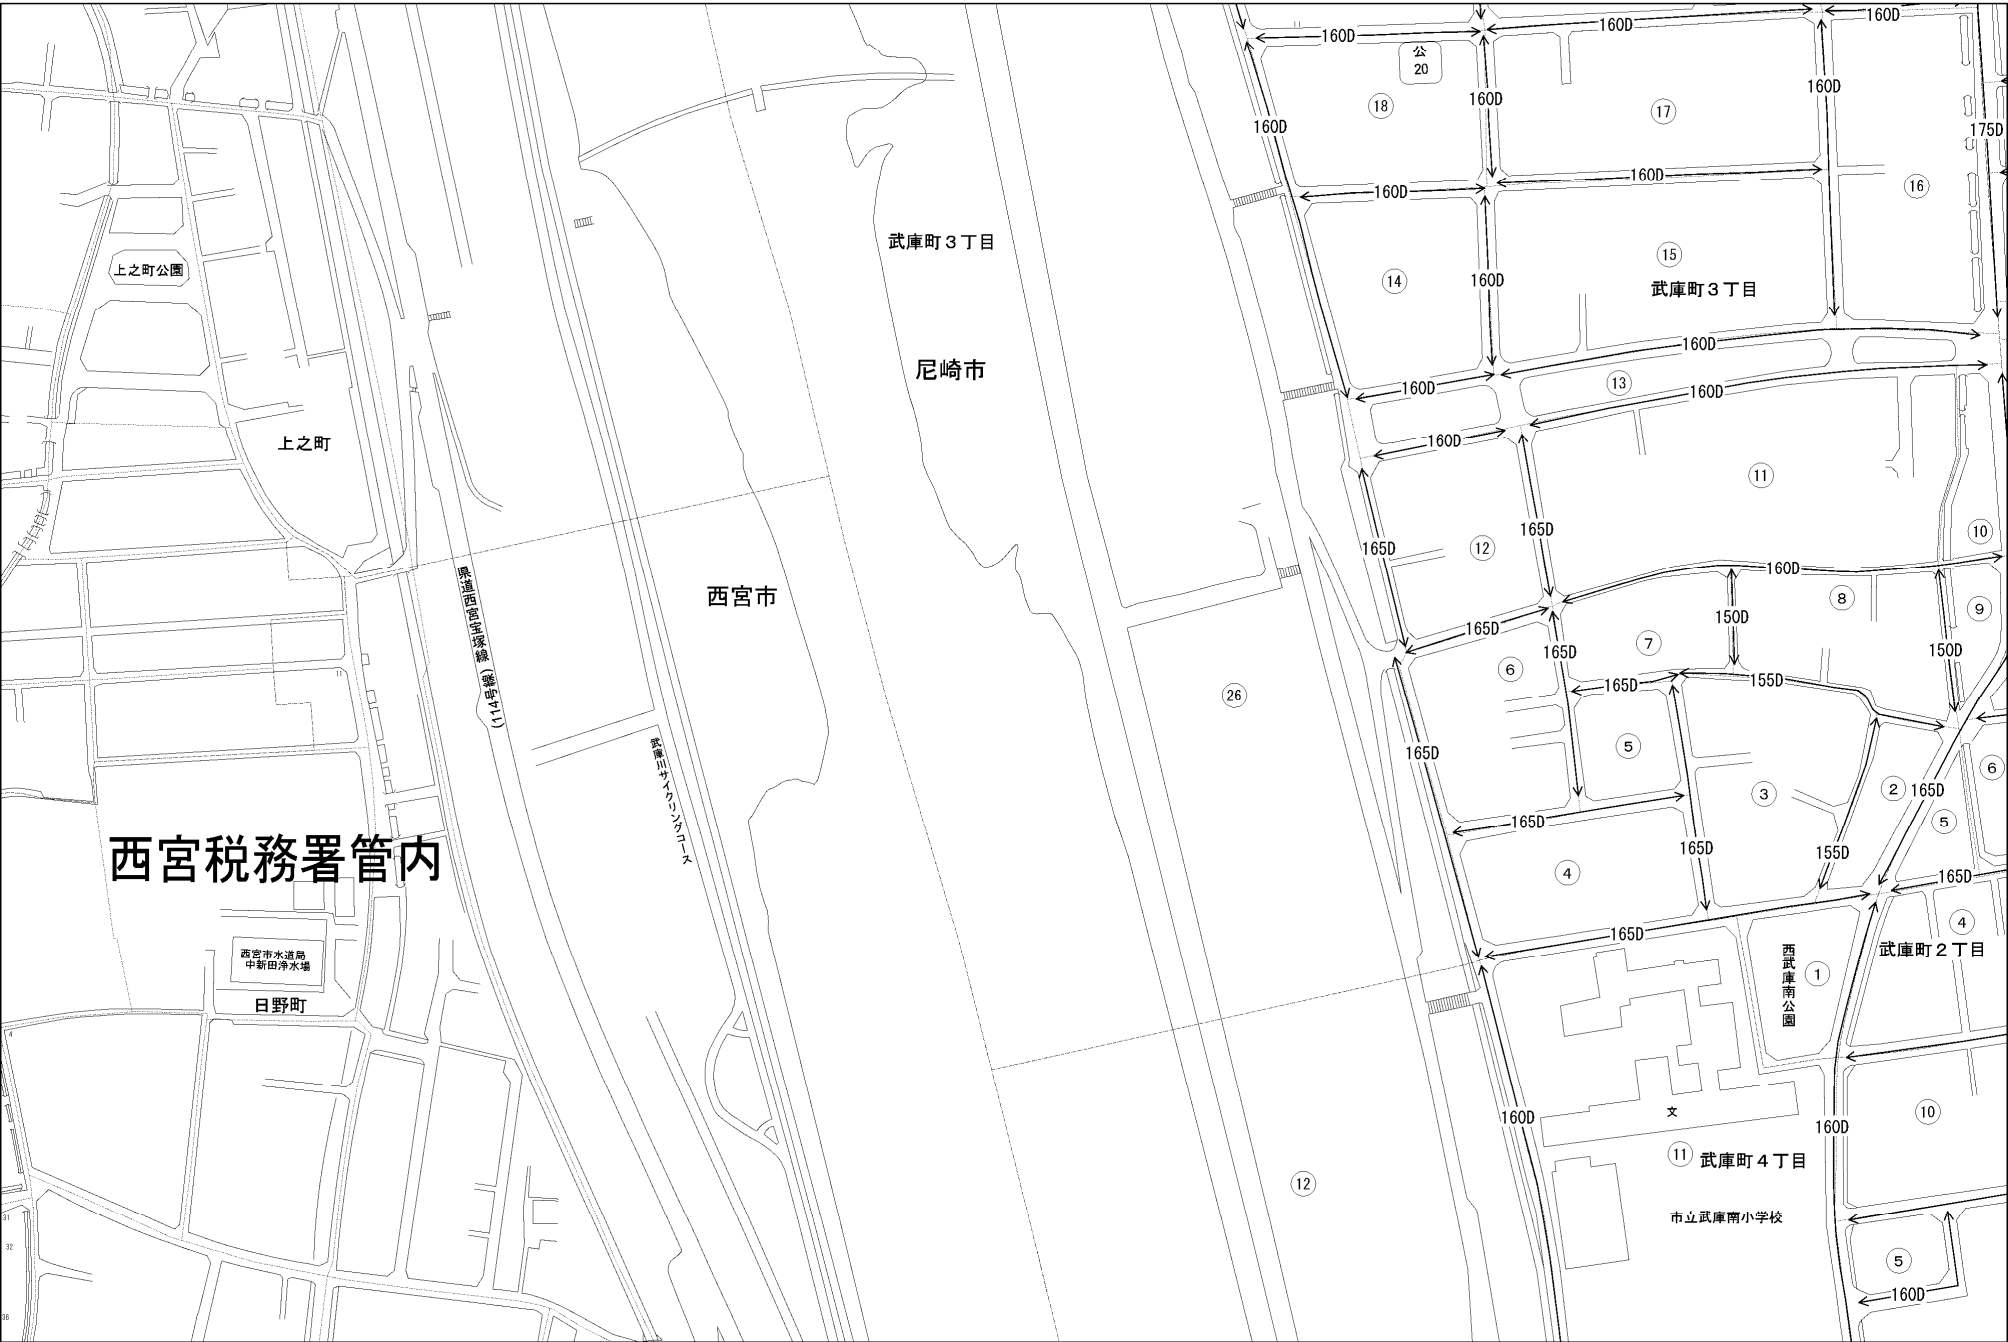 160D
160D
160D
公
20
18
160D
160D
17
160D
175D
160D
160D
160D
16
上之町公園
武庫町3丁目
14
160D
15
武庫町3丁目
尼崎市
160D
160D
13
160D
上之町
160D
11
165D
12
165D
10
160D
県道西宮宝塚線
(114号線)
西宮市
8
9
150D
165D
165D
7
150D
6
165D
155D
26
165D
5
武庫川サイクリングコース
3
2
165D
6
5
165D
西宮税務署管内
165D
155D
4
165D
165D
4
武庫町2丁目
西武庫南公園
1
西宮市水道局
中新田浄水場
日野町
4
160D
文
10
160D
11
武庫町4丁目
12
市立武庫南小学校
31
32
5
160D
36